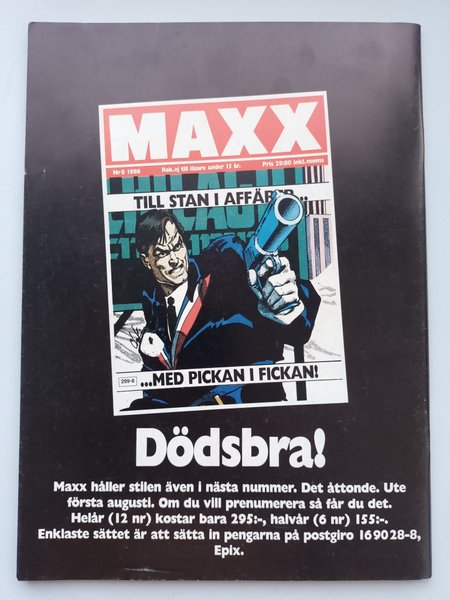 MAXX
Nr 8 1986 Rek. ej till läsare under 15 år. Pris 29:80 inkl. moms
TILL STAN I AFFÄRER...
299-8
...MED PICKAN I FICKAN!
Dödsbra!
Maxx håller stilen även i nästa nummer. Det åttonde. Ute
första augusti. Om du vill prenumerera så får du det.
Helår (12 nr) kostar bara 295:-, halvår (6 nr) 155:-.
Enklaste sättet är att sätta in pengarna på postgiro 169028-8,
Epix.